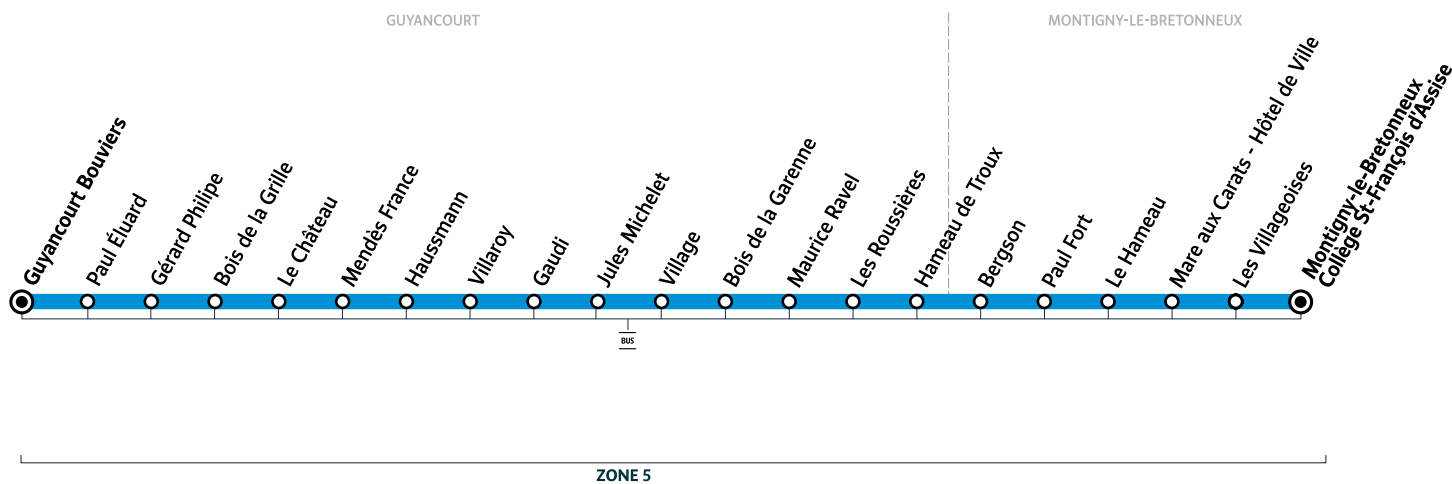 GUYANCOURT
MONTIGNY-LE-BRETONNEUX
Guyancourt Bouviers
Paul Éluard
Gérard Philipe
Bois de la Grille
Le Château
Mendès France
Haussmann
Villaroy
Gaudi
Jules Michelet
Village
Bois de la Garenne
Maurice Ravel
Les Roussières
Hameau de Troux
Bergson
Paul Fort
Le Hameau
Mare aux Carats - Hôtel de Ville
Les Villageoises
Montigny-le-Bretonneux
Collège St-François d'Assise
BUS
ZONE 5